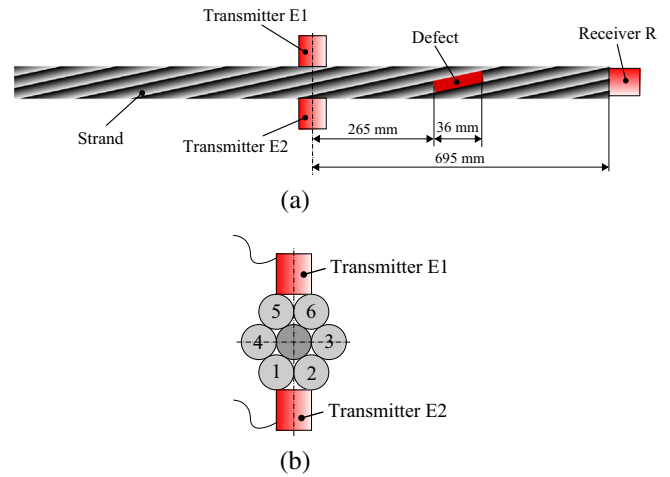 Transmitter E1
Defect
Receiver R
Strand
Transmitter E2
265 mm
36 mm
695 mm
(a)
Transmitter E1
5 6
4 3
1 2
Transmitter E2
(b)